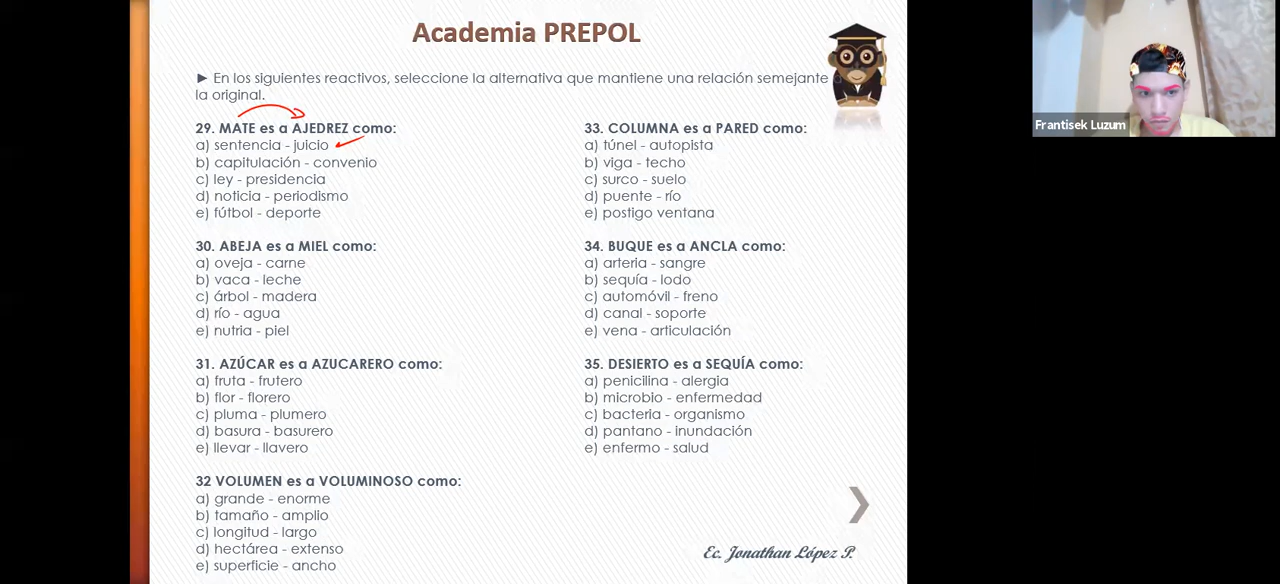 Academia PREPOL
► En los siguientes reactivos, seleccione la alternativa que mantiene una relación semejante a
la original.
29. MATE es a AJEDREZ como:
a) sentencia - juicio
b) capitulación - convenio
c) ley - presidencia
d) noticia - periodismo
e) fútbol - deporte
30. ABEJA es a MIEL como:
a) oveja - carne
b) vaca - leche
c) árbol - madera
d) río - agua
e) nutria - piel
31. AZÚCAR es a AZUCARERO como:
a) fruta - frutero
b) flor - florero
c) pluma - plumero
d) basura - basurero
e) llevar - llavero
32 VOLUMEN es a VOLUMINOSO como:
a) grande - enorme
b) tamaño - amplio
c) longitud - largo
d) hectárea - extenso
e) superficie - ancho
33. COLUMNA es a PARED como:
a) túnel - autopista
b) viga - techo
c) surco - suelo
d) puente - río
e) postigo ventana
34. BUQUE es a ANCLA como:
a) arteria - sangre
b) sequía - lodo
c) automóvil - freno
d) canal - soporte
e) vena - articulación
35. DESIERTO es a SEQUÍA como:
a) penicilina - alergia
b) microbio - enfermedad
c) bacteria - organismo
d) pantano - inundación
e) enfermo - salud
Ec. Jonathan López P.
Frantisek Luzum